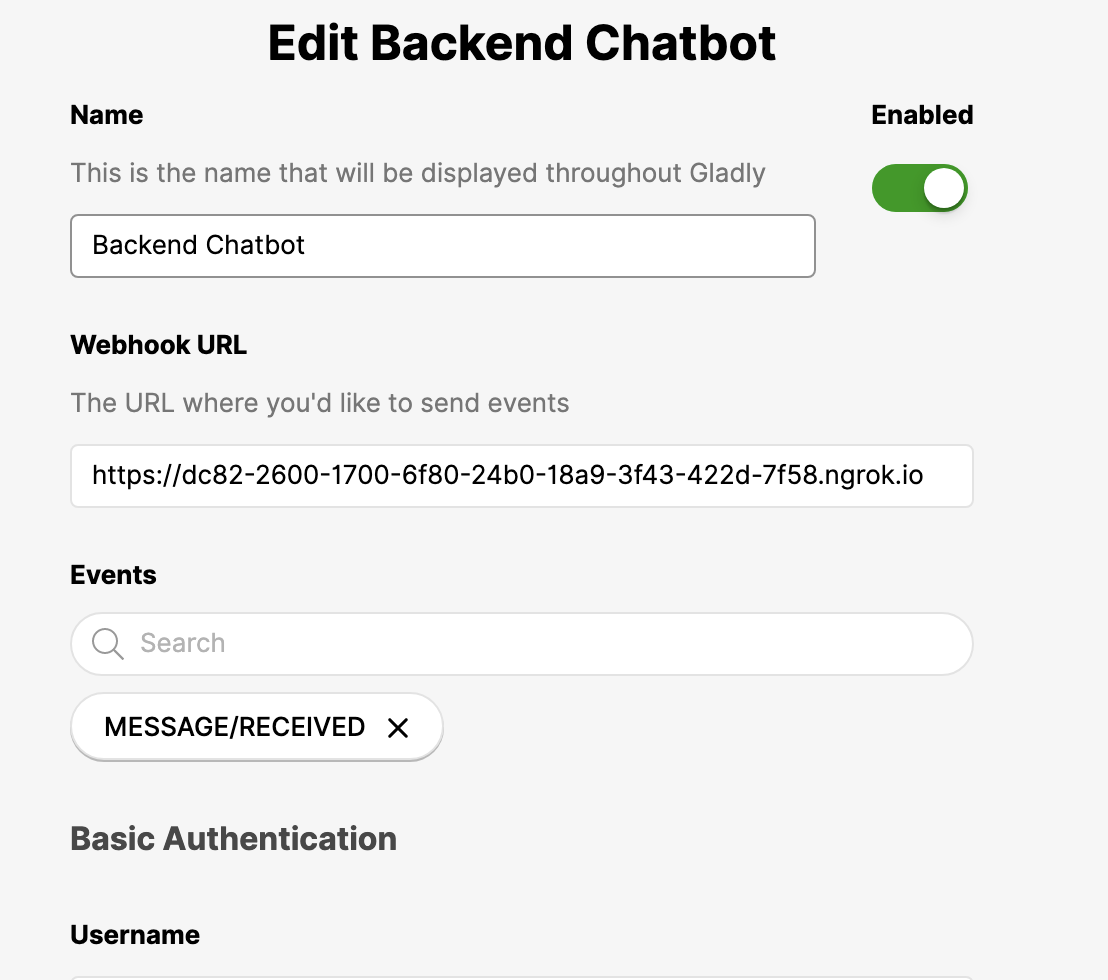 Edit Backend Chatbot
Name
Enabled
This is the name that will be displayed throughout Gladly
Backend Chatbot
Webhook URL
The URL where you'd like to send events
https://dc82-2600-1700-6f80-24b0-18a9-3f43-422d-7f58.ngrok.io
Events
Search
MESSAGE/RECEIVED
Basic Authentication
Username